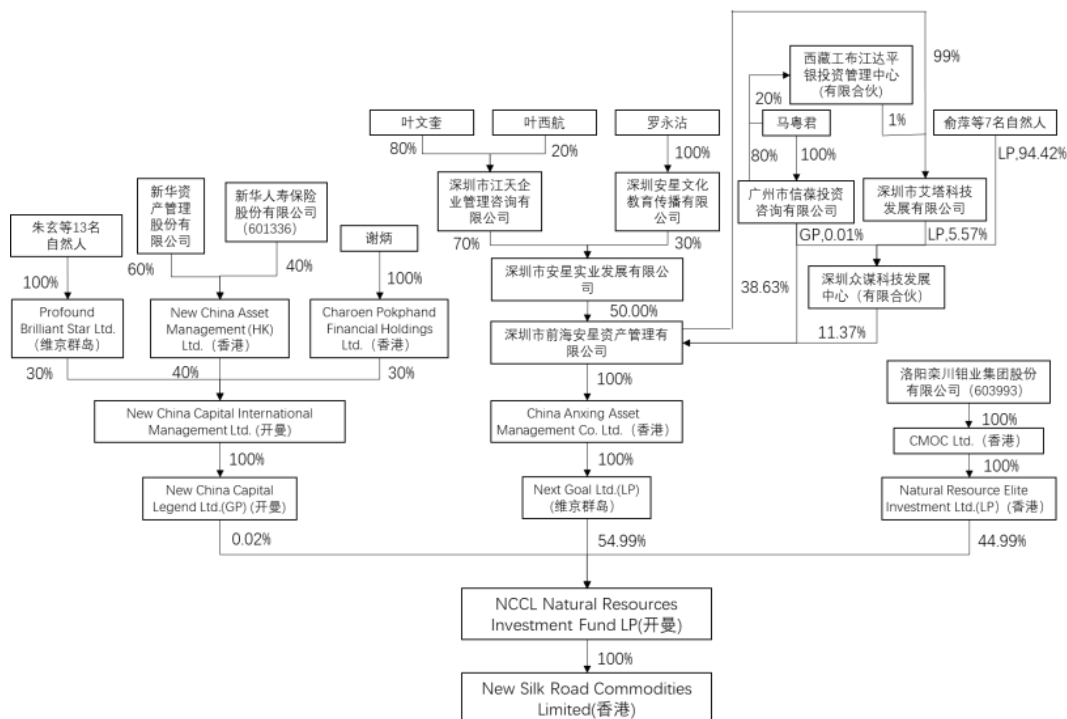 西藏工布江达平
银投资管理中心
(有限合伙)
99%
20%
1%
叶文奎
叶西航
罗永沾
马粤君
俞萍等7名自然人
80%
20%
100%
80%
100%
LP,94.42%
新华资
产管理
股份有
限公司
新华人寿保险
股份有限公司
(601336)
深圳市江天企
业管理咨询有
限公司
深圳安星文化
教育传播有限
公司
广州市信葆投资
咨询有限公司
深圳市艾塔科技
发展有限公司
朱玄等13名
自然人
谢炳
70%
30%
GP,0.01%
LP,5.57%
60%
40%
100%
100%
深圳市安星实业发展有限公
司
38.63%
深圳众谋科技发展
中心（有限合伙）
50.00%
Profound
Brilliant Star Ltd.
（维京群岛）
New China Asset
Management (HK)
Ltd.（香港）
Charoen Pokphand
Financial Holdings
Ltd.（香港）
深圳市前海安星资产管理有
限公司
11.37%
30%
40%
30%
100%
洛阳栾川钼业集团股份
有限公司（603993）
New China Capital International
Management Ltd. (开曼)
China Anxing Asset
Management Co. Ltd.（香港）
100%
CMOC Ltd.（香港）
100%
100%
100%
New China Capital
Legend Ltd.(GP) (开曼)
Next Goal Ltd.(LP)
(维京群岛）
Natural Resource Elite
Investment Ltd.(LP)（香港）
0.02%
54.99%
44.99%
NCCL Natural Resources
Investment Fund LP(开曼)
100%
New Silk Road Commodities
Limited(香港)